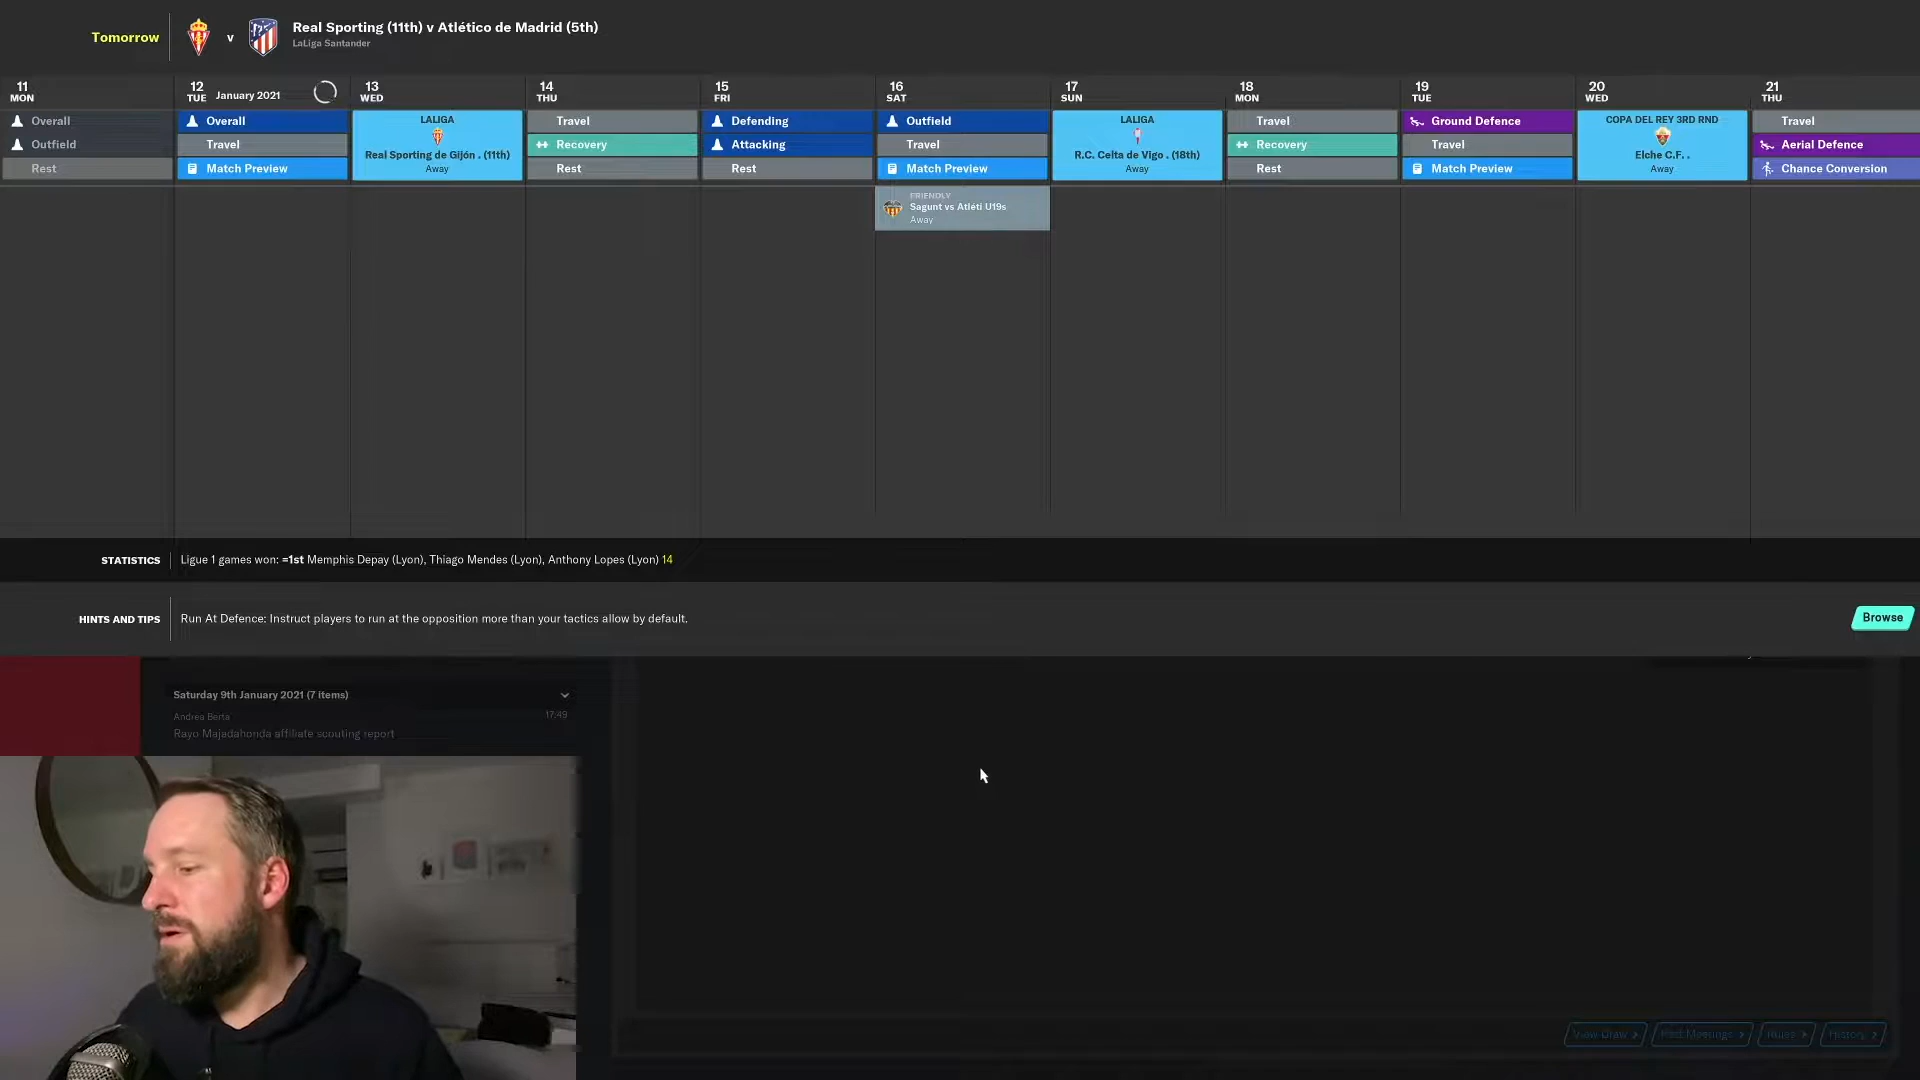 Tomorrow
v
Real Sporting (11th) v Atlético de Madrid (5th)
LaLiga Santander
11
MON
Overall
Outfield
Rest
12
TUE January 2021
Overall
Travel
Match Preview
13
WED
LALIGA
Real Sporting de Gijón . (11th)
Away
14
THU
Travel
Recovery
Rest
15
FRI
Defending
Attacking
Rest
16
SAT
Outfield
Travel
Match Preview
FRIENDLY
Sagunt vs Atléti U19s
Away
17
SUN
LALIGA
R.C. Celta de Vigo . (18th)
Away
18
MON
Travel
Recovery
Rest
19
TUE
Ground Defence
Travel
Match Preview
20
WED
COPA DEL REY 3RD RND
Elche C.F. .
Away
21
THU
Travel
Aerial Defence
Chance Conversion
STATISTICS
Ligue 1 games won: =1st Memphis Depay (Lyon), Thiago Mendes (Lyon), Anthony Lopes (Lyon) 14
HINTS AND TIPS
Run At Defence: Instruct players to run at the opposition more than your tactics allow by default.
Browse
Saturday 9th January 2021 (7 items)
Andrea Berta 17:49
Rayo Majadahonda affiliate scouting report
View Draw >
Past Meetings >
Rules >
History >